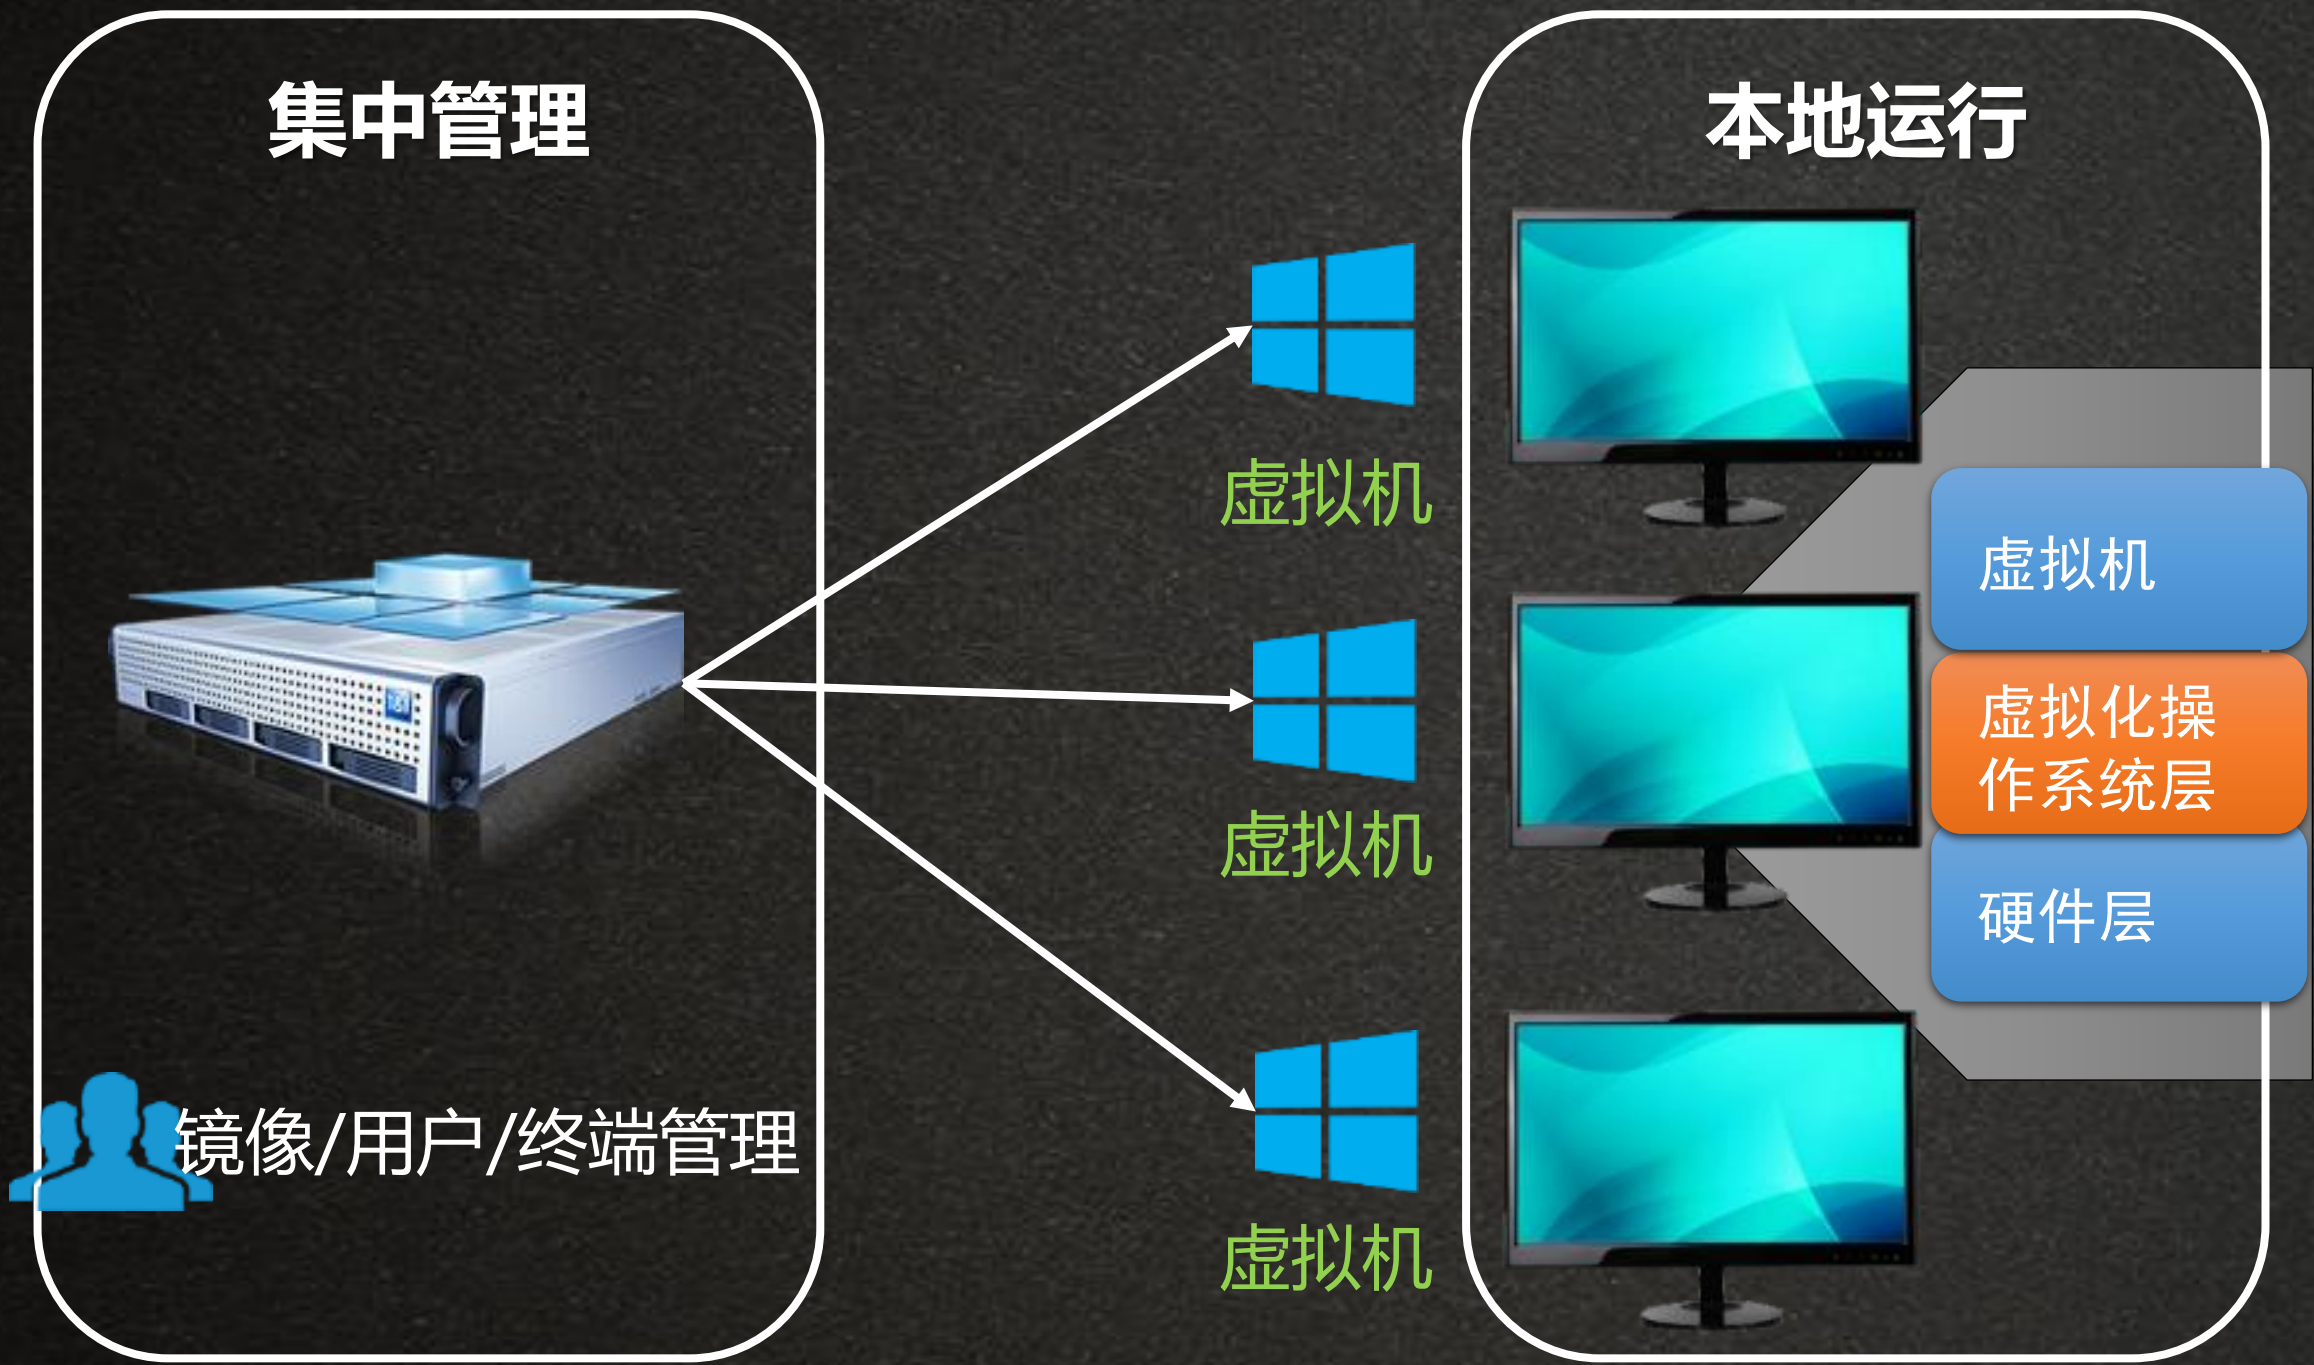 集中管理
本地运行
虚拟机
虚拟机
虚拟机
虚拟机
虚拟化操
作系统层
硬件层
镜像/用户/终端管理